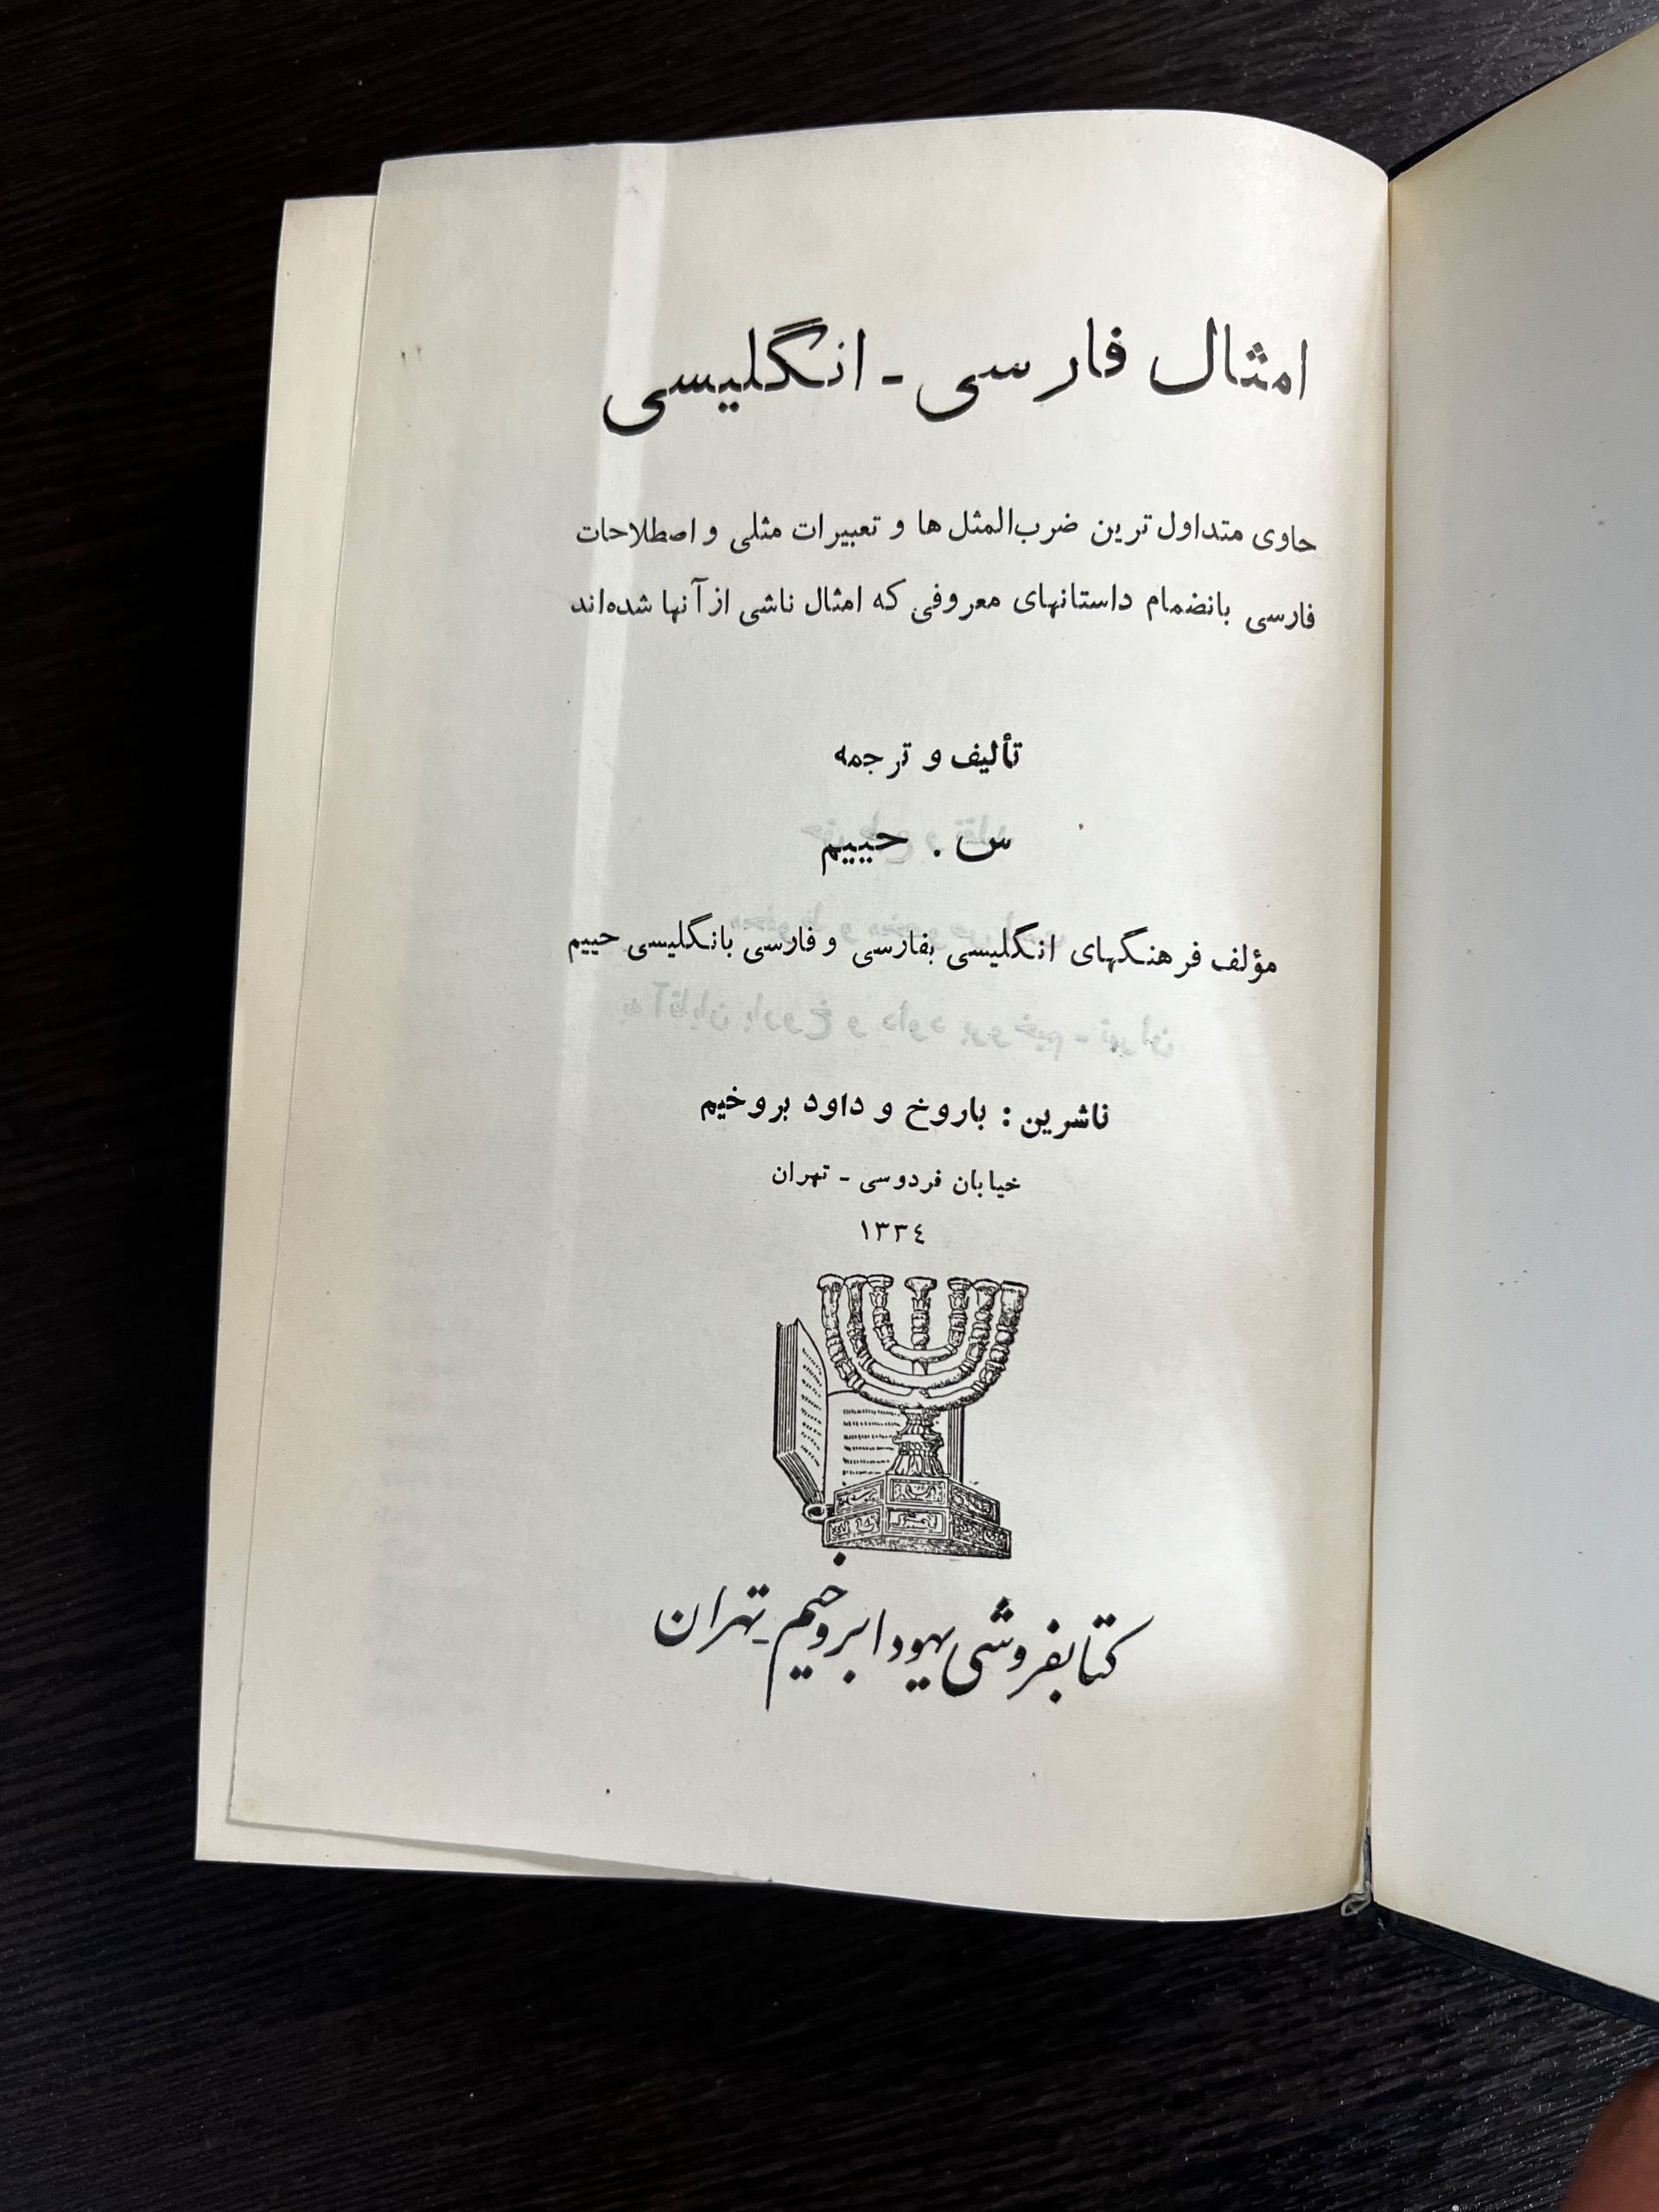 امثال فارسی - انگلیسی
حاوی متداول ترین ضرب‌المثل ها و تعبیرات مثلی و اصطلاحات
فارسی بانضمام داستانهای معروفی که امثال ناشی از آنها شده‌اند
تألیف و ترجمه
س . حییم
مؤلف فرهنگهای انگلیسی بفارسی و فارسی بانگلیسی حییم
ناشرین : باروخ و داود بروخیم
خیابان فردوسی - تهران
۱۳۳٤
کتابفروشی یهودا بروخیم - تهران